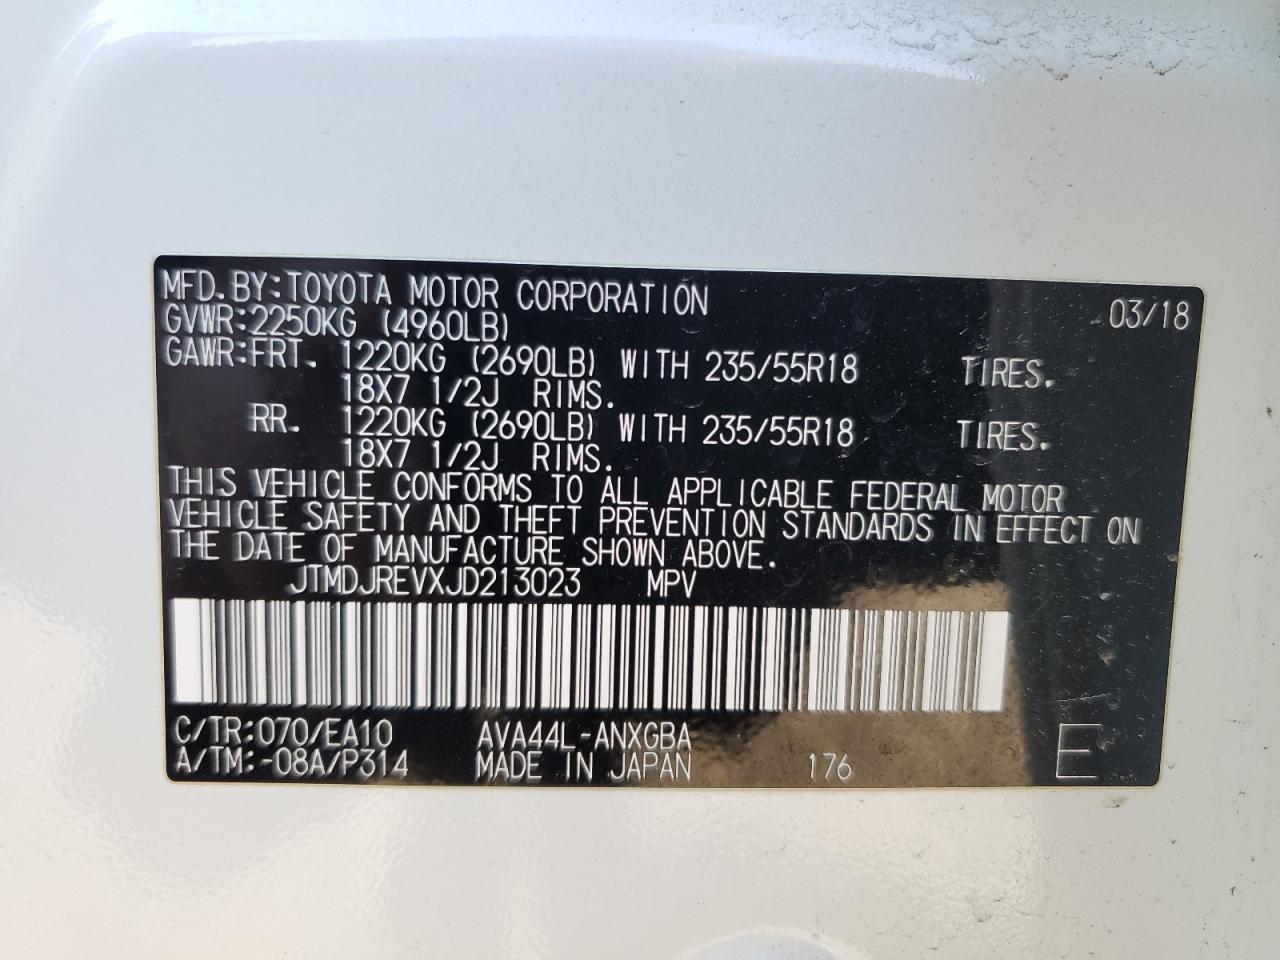 MFD. BY:TOYOTA MOTOR CORPORATION 03/18
GVWR:2250KG (4960LB)
GAWR:FRT. 1220KG (2690LB) WITH 235/55R18 TIRES.
18X7 1/2J RIMS.
RR. 1220KG (2690LB) WITH 235/55R18 TIRES.
18X7 1/2J RIMS.
THIS VEHICLE CONFORMS TO ALL APPLICABLE FEDERAL MOTOR
VEHICLE SAFETY AND THEFT PREVENTION STANDARDS IN EFFECT ON
THE DATE OF MANUFACTURE SHOWN ABOVE.
JTMDJREVXJD213023 MPV
C/TR:070/EA10 AVA44L-ANXGBA
A/TM:-08A/P314 MADE IN JAPAN 176 E